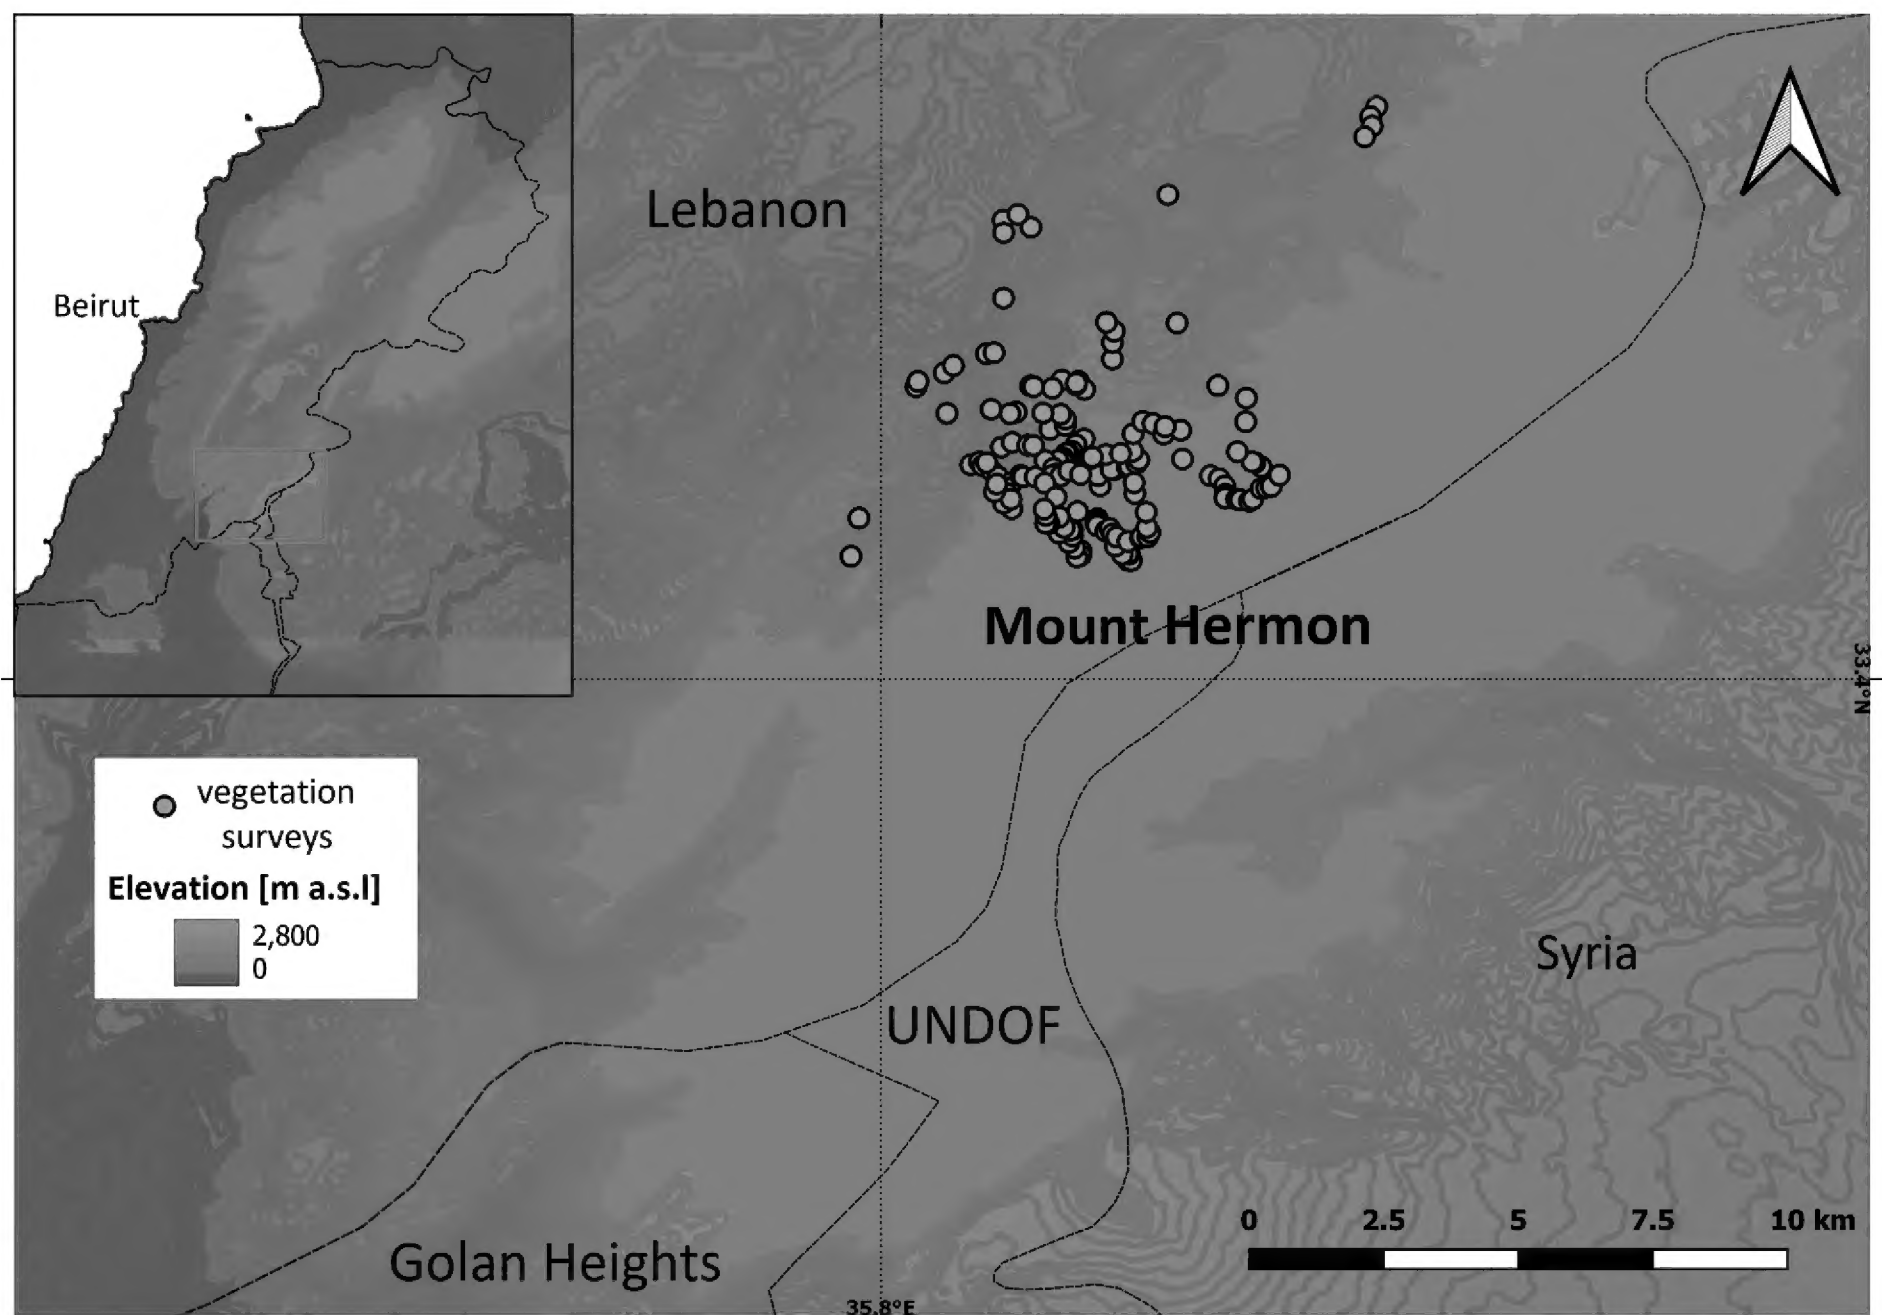 Lebanon
Beirut
Mount Hermon
33.4°N
vegetation
surveys
Elevation [m a.s.l]
2,800
0
Syria
UNDOF
0 2.5 5 7.5 10 km
Golan Heights
35.8°E